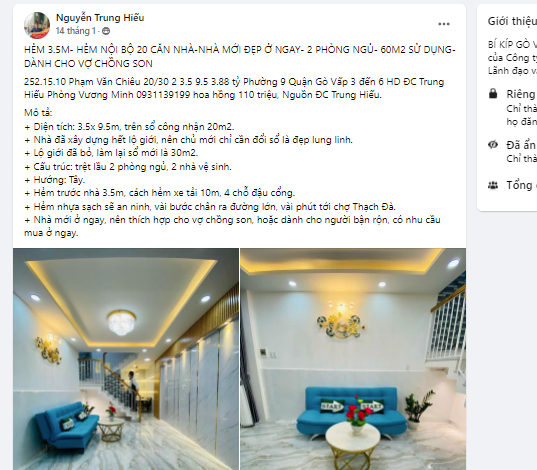 Nguyễn Trung Hiếu
14 tháng 1 ·
HẺM 3.5M- HẺM NỘI BỘ 20 CĂN NHÀ-NHÀ MỚI ĐẸP Ở NGAY- 2 PHÒNG NGỦ- 60M2 SỬ DỤNG-
DÀNH CHO VỢ CHỒNG SON
252.15.10 Phạm Văn Chiêu 20/30 2 3.5 9.5 3.88 tỷ Phường 9 Quận Gò Vấp 3 đến 6 HD ĐC Trung
Hiếu Phòng Vương Minh 0931139199 hoa hồng 110 triệu, Nguồn ĐC Trung Hiếu.
Mô tả:
+ Diện tích: 3.5x 9.5m, trên sổ công nhận 20m2.
+ Nhà đã xây dựng hết lộ giới, nên chủ mới chỉ cần đổi sổ là đẹp lung linh.
+ Lộ giới đã bỏ, làm lại sổ mới là 30m2.
+ Cấu trúc: trệt lầu 2 phòng ngủ, 2 nhà vệ sinh.
+ Hướng: Tây.
+ Hẻm trước nhà 3.5m, cách hẻm xe tải 10m, 4 chỗ đậu cổng.
+ Hẻm nhựa sạch sẽ an ninh, vài bước chân ra đường lớn, vài phút tới chợ Thạch Đà.
+ Nhà mới ở ngay, nên thích hợp cho vợ chồng son, hoặc dành cho người bận rộn, có nhu cầu
mua ở ngay.
START
START
Giới thiệu
BÍ KÍP GÒ V
của Công ty
Lãnh đạo v
Riêng
Chỉ thà
họ đăn
Đã ẩn
Chỉ thà
Tổng